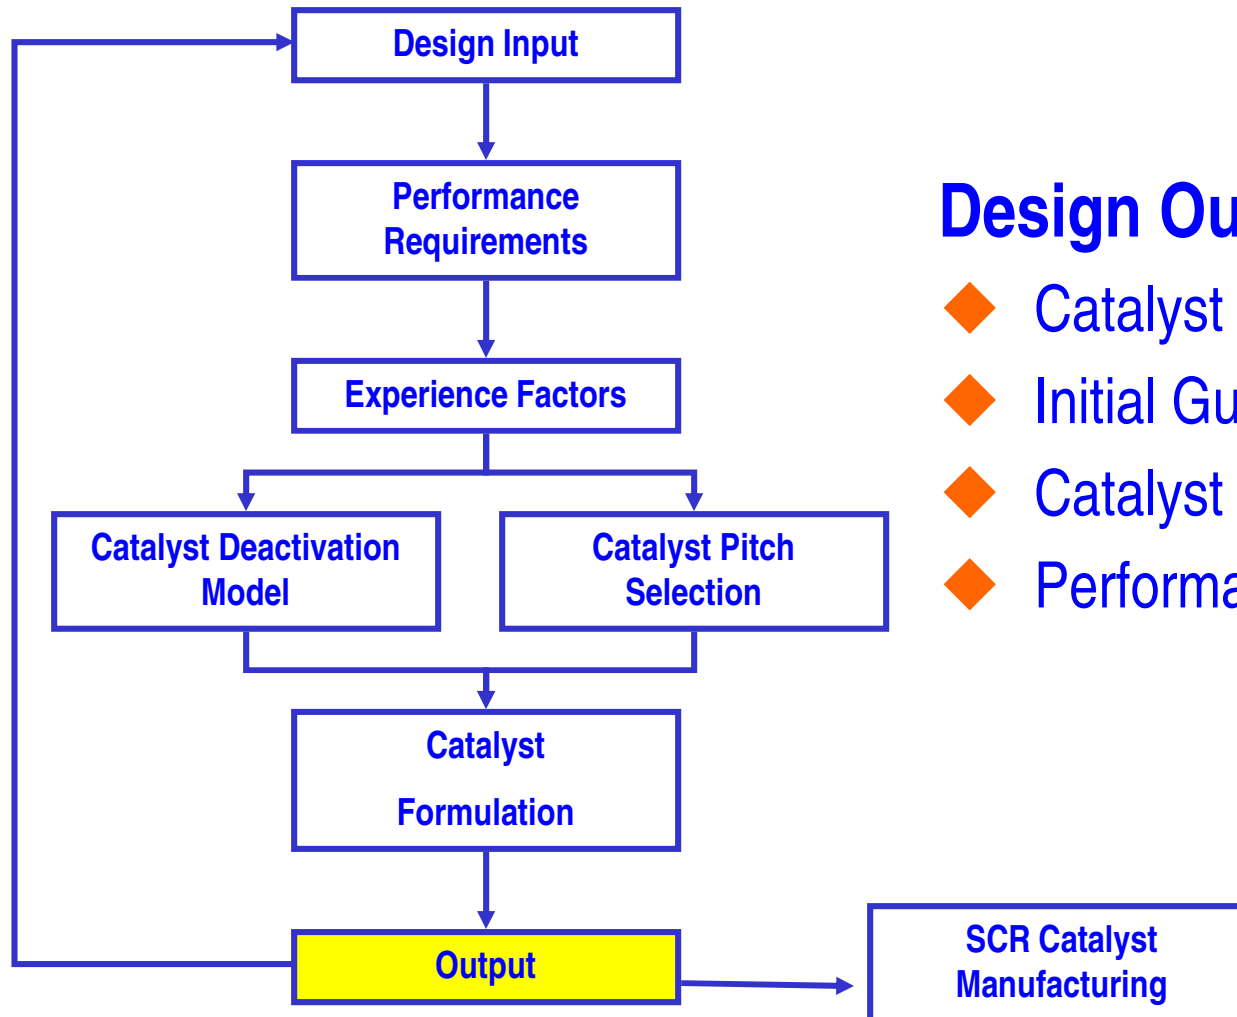 Design Input
Performance
Requirements
Experience Factors
Catalyst Deactivation
Model
Catalyst Pitch
Selection
Catalyst
Formulation
Output
SCR Catalyst
Manufacturing
Design Ou
Catalyst
Initial Gu
Catalyst
Performa